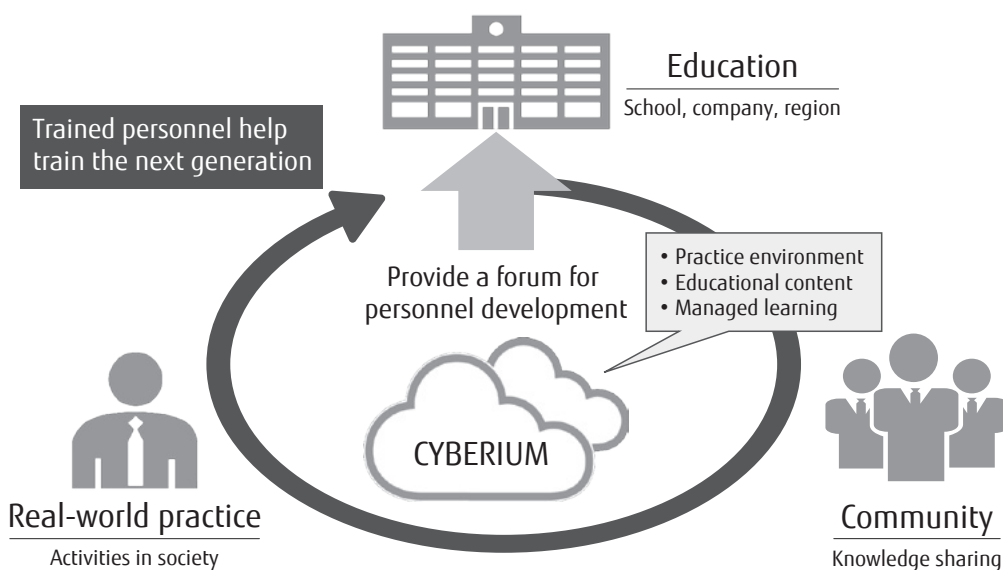 Education
School, company, region
Trained personnel help
train the next generation
• Practice environment
• Educational content
• Managed learning
Provide a forum for
personnel development
CYBERIUM
Real-world practice
Activities in society
Community
Knowledge sharing